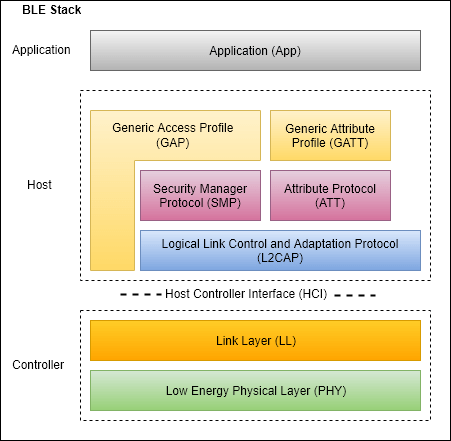 BLE Stack
Application
Application (App)
Host
Generic Access Profile
(GAP)
Generic Attribute
Profile (GATT)
Security Manager
Protocol (SMP)
Attribute Protocol
(ATT)
Logical Link Control and Adaptation Protocol
(L2CAP)
Host Controller Interface (HCI)
Controller
Link Layer (LL)
Low Energy Physical Layer (PHY)